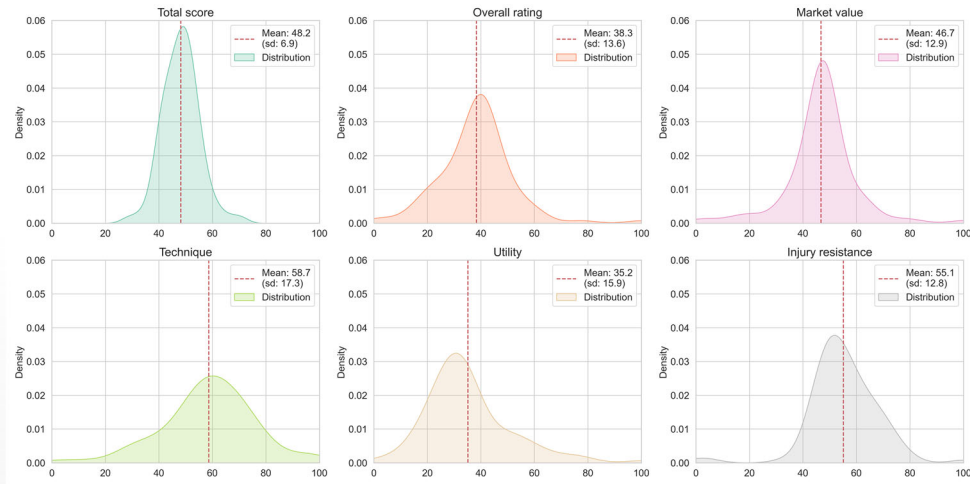 Total score
Overall rating
Market value
0.06
0.05
0.04
0.03
0.02
0.01
0.00
Density
Mean: 48.2
(sd: 6.9)
Distribution
0 20 40 60 80 100
0.06
0.05
0.04
0.03
0.02
0.01
0.00
Density
Mean: 38.3
(sd: 13.6)
Distribution
0 20 40 60 80 100
0.06
0.05
0.04
0.03
0.02
0.01
0.00
Density
Mean: 46.7
(sd: 12.9)
Distribution
0 20 40 60 80 100
Technique
Utility
Injury resistance
0.06
0.05
0.04
0.03
0.02
0.01
0.00
Density
Mean: 58.7
(sd: 17.3)
Distribution
0 20 40 60 80 100
0.06
0.05
0.04
0.03
0.02
0.01
0.00
Density
Mean: 35.2
(sd: 15.9)
Distribution
0 20 40 60 80 100
0.06
0.05
0.04
0.03
0.02
0.01
0.00
Density
Mean: 55.1
(sd: 12.8)
Distribution
0 20 40 60 80 100